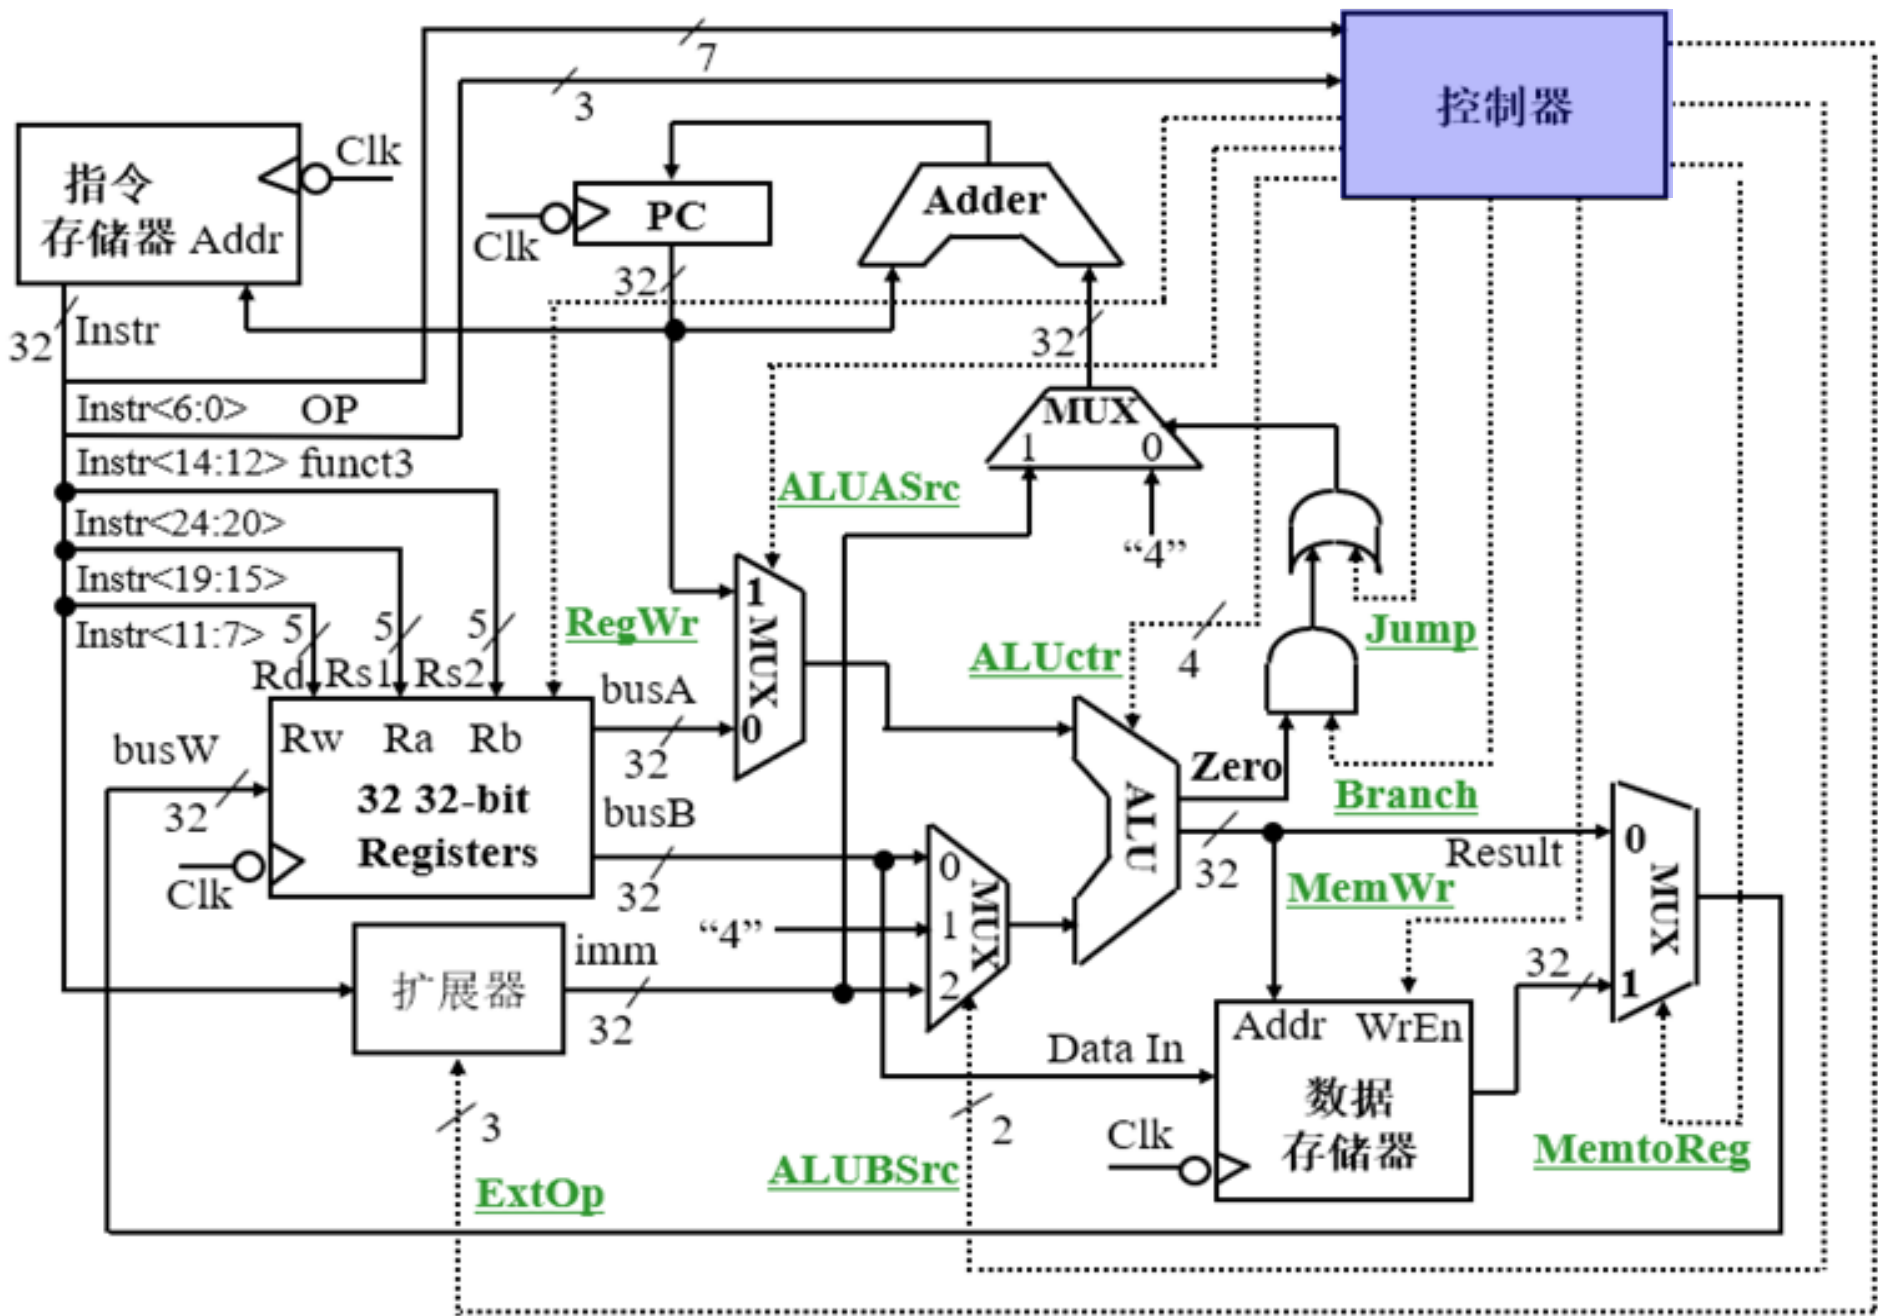 7
3
控制器
指令
存储器 Addr
Clk
PC
Clk
Adder
32
32
Instr
32
Instr<6:0> OP
Instr<14:12> funct3
Instr<24:20>
Instr<19:15>
Instr<11:7>
MUX
1
0
“4”
ALUASrc
RegWr
ALUctr
4
Jump
5
5
5
Rd
Rs1
Rs2
1
MUX
0
busA
32
busW
32
Rw
Ra
Rb
32 32-bit
Registers
Clk
busB
32
Zero
ALU
Branch
32
Result
MemWr
0
MUX
1
32
0
“4”
1
MUX
2
扩展器
imm
32
Data In
Addr
WrEn
数据
存储器
Clk
3
ExtOp
2
ALUBSrc
MemtoReg